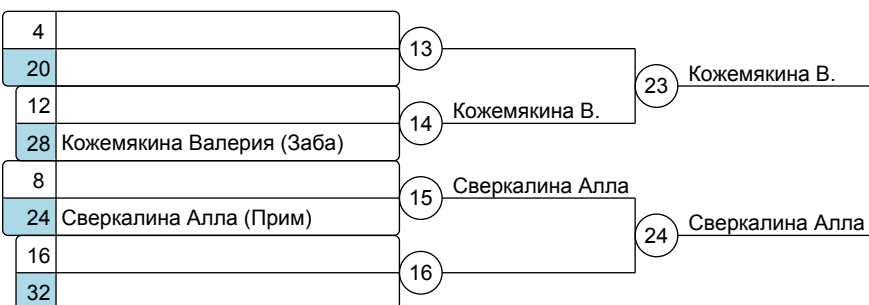 4
20
13
12
28 Кожемякина Валерия (Заба)
14 Кожемякина В.
23 Кожемякина В.
8
24 Сверкалина Алла (Прим)
15 Сверкалина Алла
16
32
16
24 Сверкалина Алла